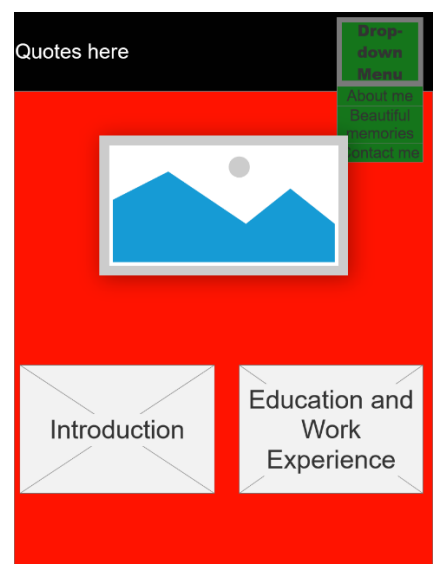 Quotes here
Drop-
down
Menu
About me
Beautiful
memories
Contact me
Introduction
Education and
Work
Experience